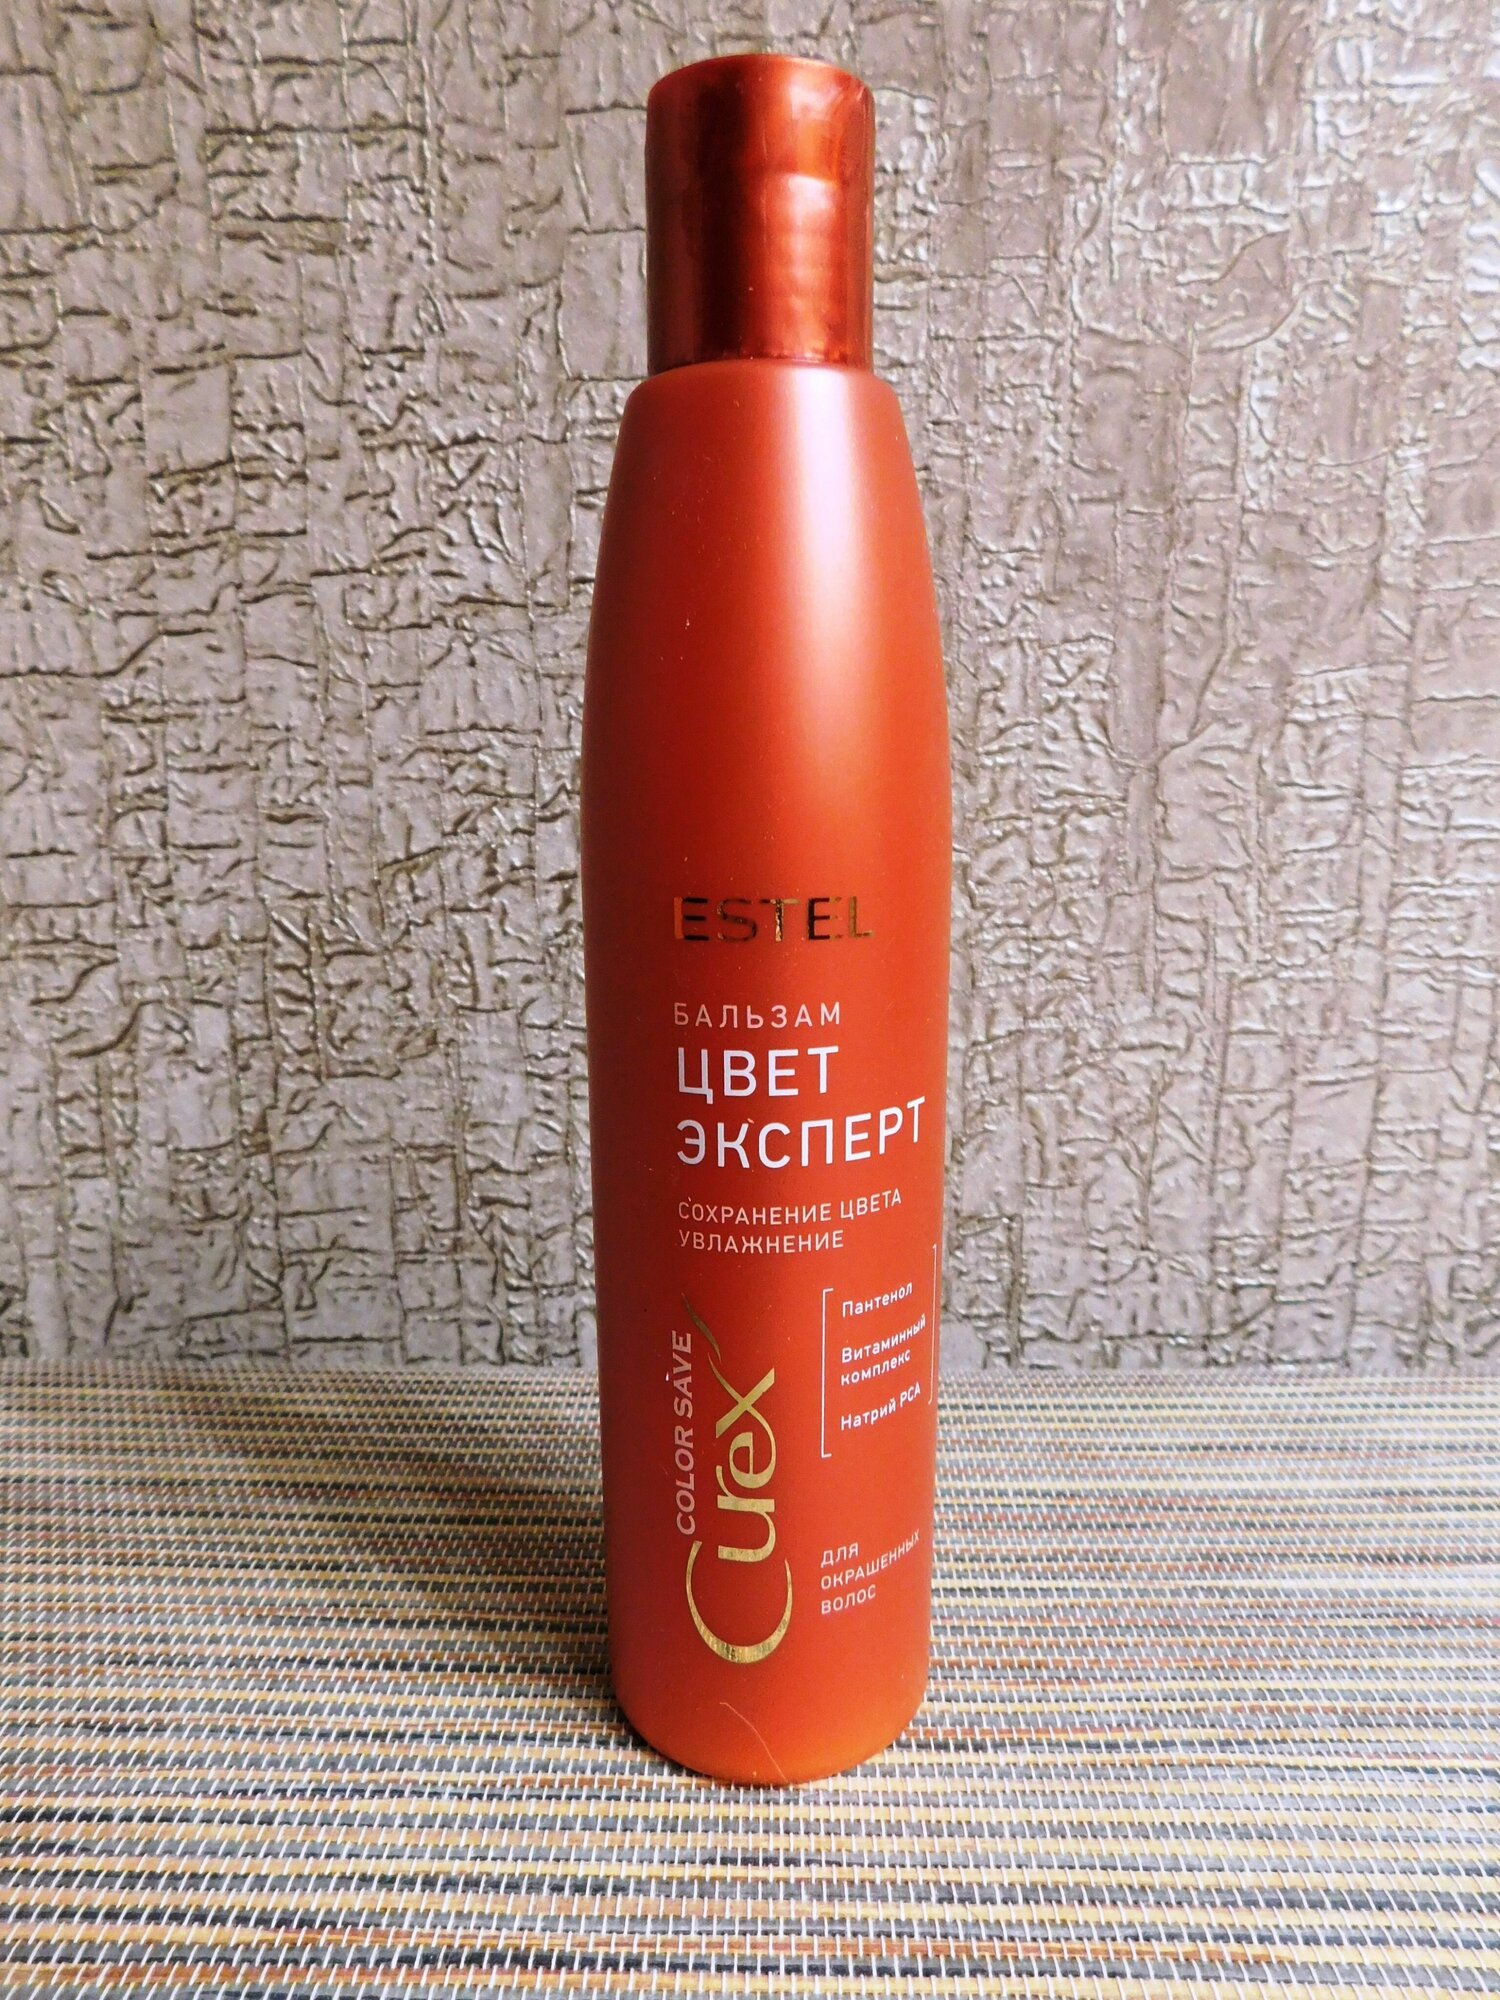 ESTEL
БАЛЬЗАМ
ЦВЕТ
ЭКСПЕРТ
СОХРАНЕНИЕ ЦВЕТА
УВЛАЖНЕНИЕ
Пантенол
Витаминный
комплекс
Натрий PCA
COLOR SAVE
Curex
ДЛЯ
ОКРАШЕННЫХ
ВОЛОС